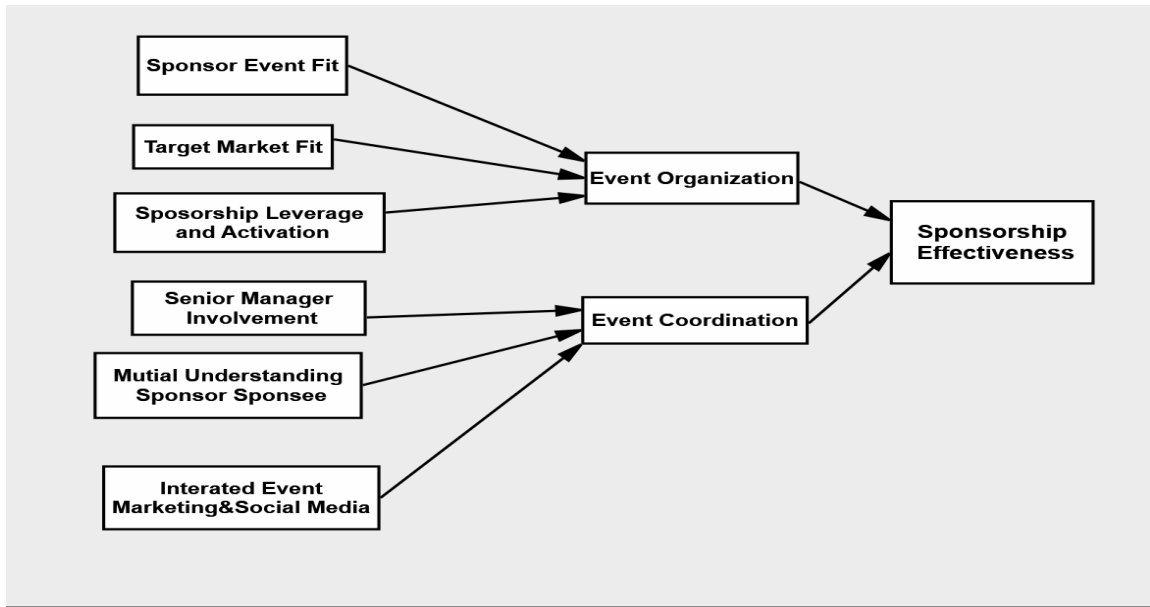 Sponsor Event Fit
Target Market Fit
Sposorship Leverage
and Activation
Senior Manager
Involvement
Mutial Understanding
Sponsor Sponsee
Interated Event
Marketing&Social Media
Event Organization
Event Coordination
Sponsorship
Effectiveness